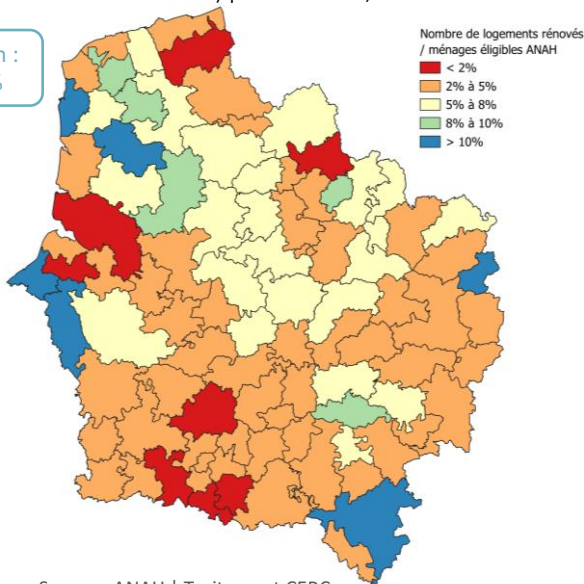 n :
%
Nombre de logements rénovés
/ ménages éligibles ANAH
< 2%
2% à 5%
5% à 8%
8% à 10%
> 10%